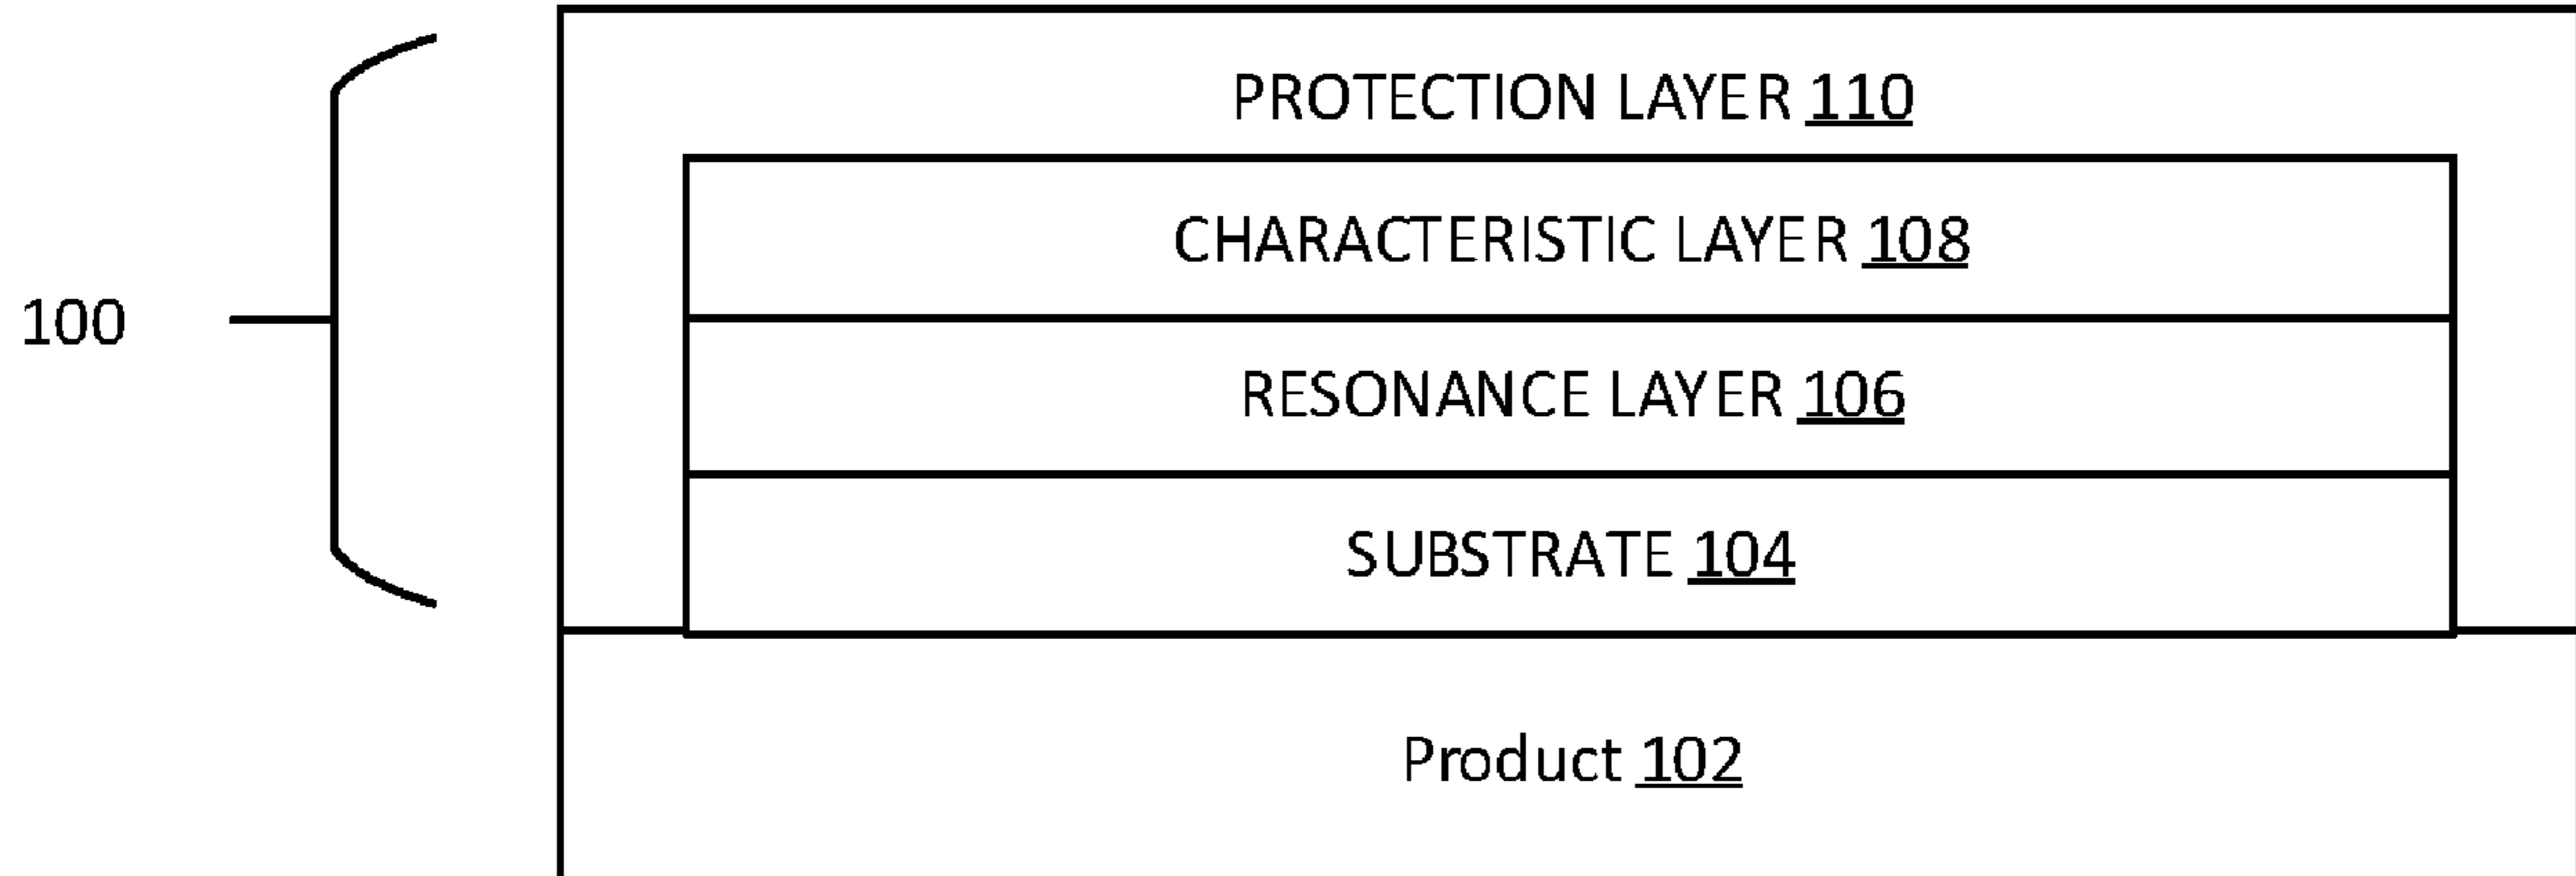 PROTECTION LAYER 110
CHARACTERISTIC LAYER 108
100
RESONANCE LAYER 106
SUBSTRATE 104
Product 102